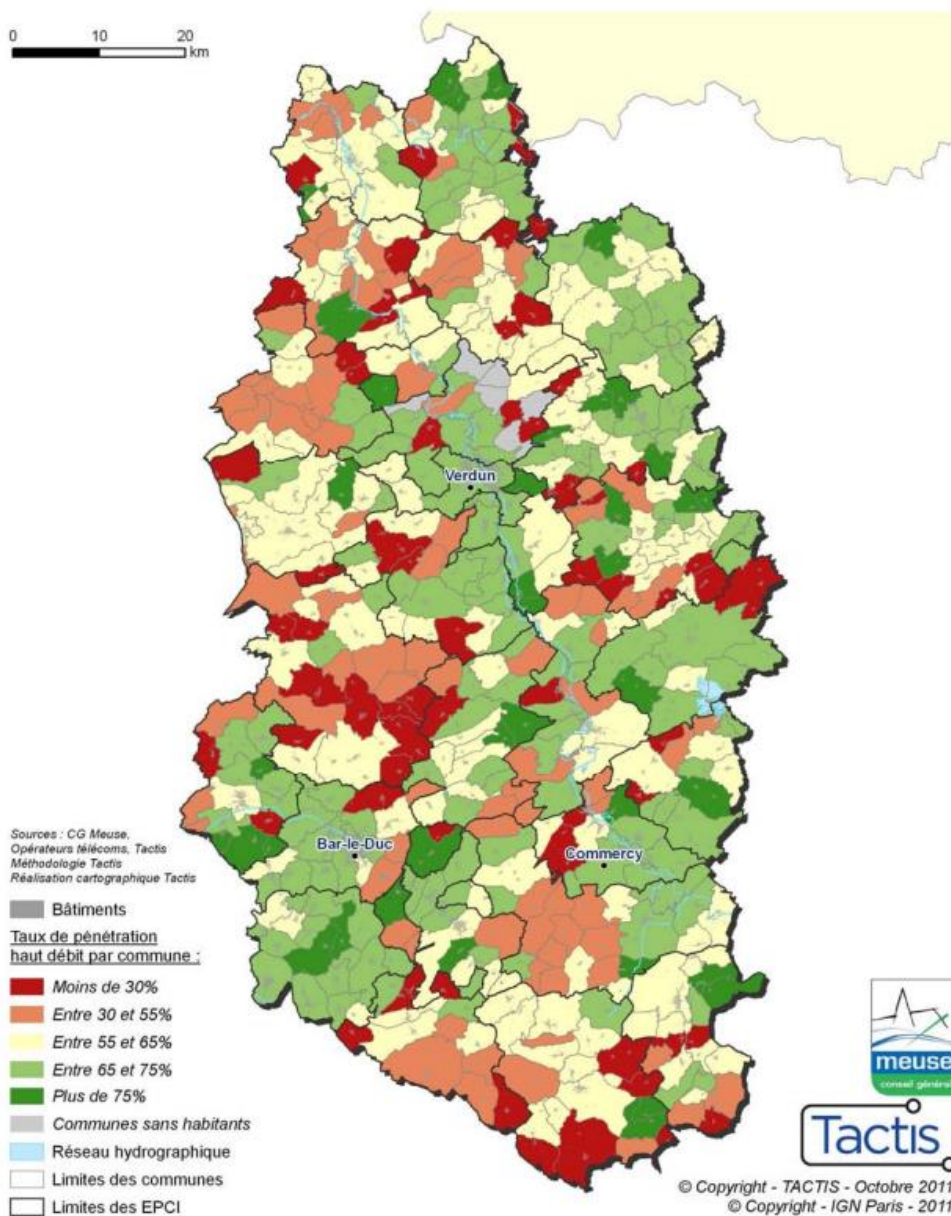 0 10 20
km
Verdun
Bar-le-Duc
Commercy
Sources : CG Meuse,
Opérateurs télécoms, Tactis
Méthodologie Tactis
Réalisation cartographique Tactis
Bâtiments
Taux de pénétration
haut débit par commune :
Moins de 30%
Entre 30 et 55%
Entre 55 et 65%
Entre 65 et 75%
Plus de 75%
Communes sans habitants
Réseau hydrographique
Limites des communes
Limites des EPCI
meuse
conseil général
Tactis
© Copyright - TACTIS - Octobre 2011
© Copyright - IGN Paris - 2011